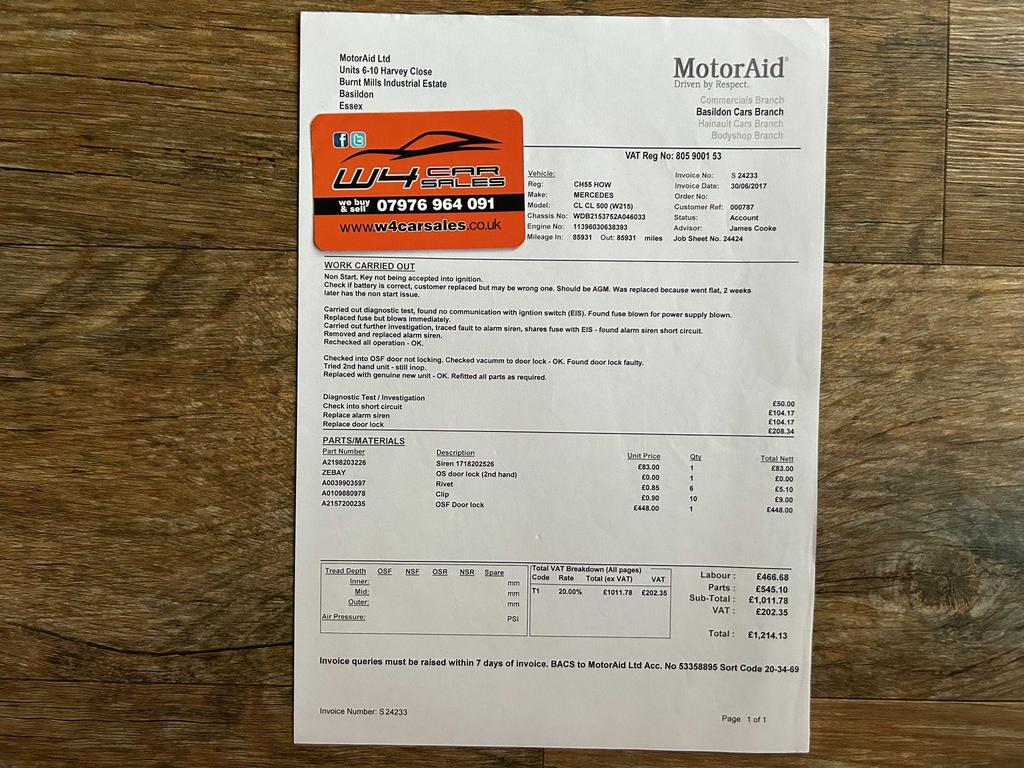 MotorAid Ltd
Units 6-10 Harvey Close
Burnt Mills Industrial Estate
Basildon
Essex
MotorAid®
Driven by Respect.
Commercials Branch
Basildon Cars Branch
Hainault Cars Branch
Bodyshop Branch
W4 CAR SALES
we buy & sell 07976 964 091
www.w4carsales.co.uk
VAT Reg No: 805 9001 53
Vehicle:
Reg: CH55 HOW
Make: MERCEDES
Model: CL CL 500 (W215)
Chassis No: WDB2153752A046033
Engine No: 11396030638393
Mileage In: 85931 Out: 85931 miles
Invoice No: S 24233
Invoice Date: 30/06/2017
Order No:
Customer Ref: 000787
Status: Account
Advisor: James Cooke
Job Sheet No. 24424
WORK CARRIED OUT
Non Start. Key not being accepted into ignition.
Check if battery is correct, customer replaced but may be wrong one. Should be AGM. Was replaced because went flat, 2 weeks
later has the non start issue.
Carried out diagnostic test, found no communication with igntion switch (EIS). Found fuse blown for power supply blown.
Replaced fuse but blows immediately.
Carried out further investigation, traced fault to alarm siren, shares fuse with EIS - found alarm siren short circuit.
Removed and replaced alarm siren.
Rechecked all operation - OK.
Checked into OSF door not locking. Checked vacumm to door lock - OK. Found door lock faulty.
Tried 2nd hand unit - still inop.
Replaced with genuine new unit - OK. Refitted all parts as required.
Diagnostic Test / Investigation £50.00
Check into short circuit £104.17
Replace alarm siren £104.17
Replace door lock £208.34
PARTS/MATERIALS
Part Number Description Unit Price Qty Total Nett
A2198203226 Siren 1718202526 £83.00 1 £83.00
ZEBAY OS door lock (2nd hand) £0.00 1 £0.00
A0039903597 Rivet £0.85 6 £5.10
A0109880978 Clip £0.90 10 £9.00
A2157200235 OSF Door lock £448.00 1 £448.00
Tread Depth OSF NSF OSR NSR Spare
Inner: mm
Mid: mm
Outer: mm
Air Pressure: PSI
Total VAT Breakdown (All pages)
Code Rate Total (ex VAT) VAT
T1 20.00% £1011.78 £202.35
Labour : £466.68
Parts : £545.10
Sub-Total : £1,011.78
VAT : £202.35
Total : £1,214.13
Invoice queries must be raised within 7 days of invoice. BACS to MotorAid Ltd Acc. No 53358895 Sort Code 20-34-69
Invoice Number: S 24233
Page 1 of 1